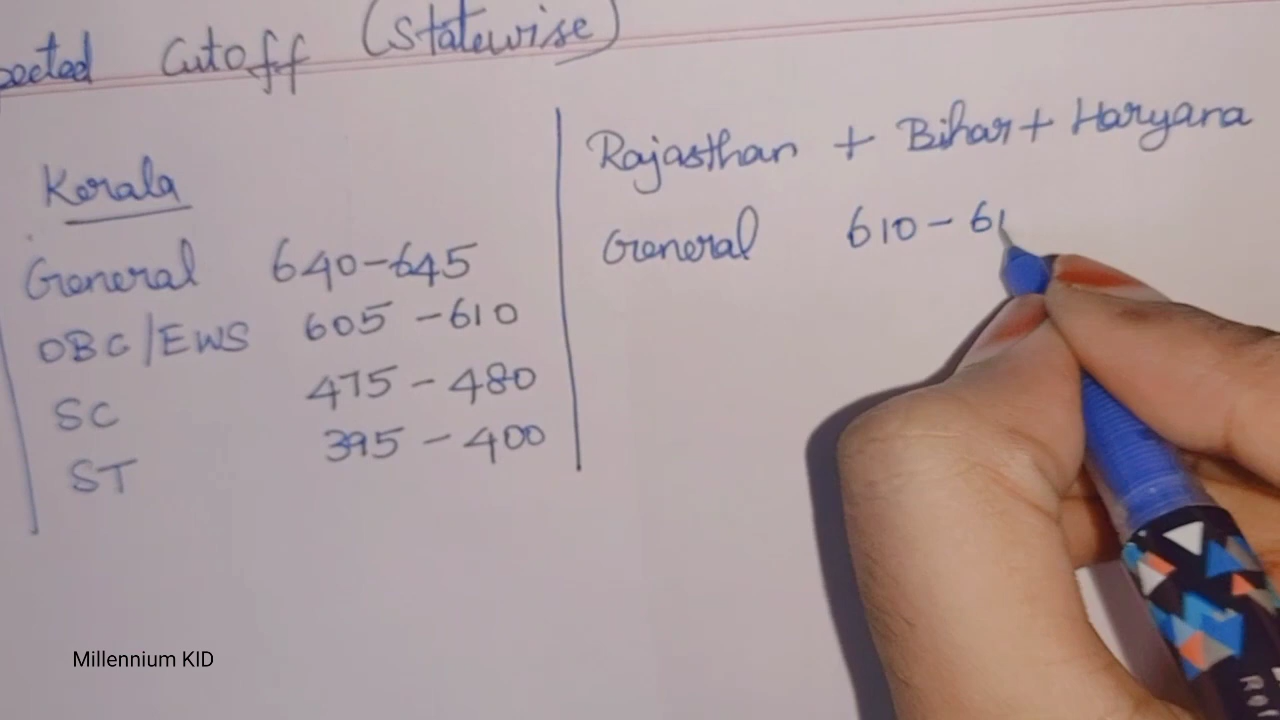 Cutoff (Statewise)
Kerala
General 640-645
OBC/EWS 605-610
SC 475-480
ST 395-400
Rajasthan + Bihar + Haryana
General 610-61
Millennium KID